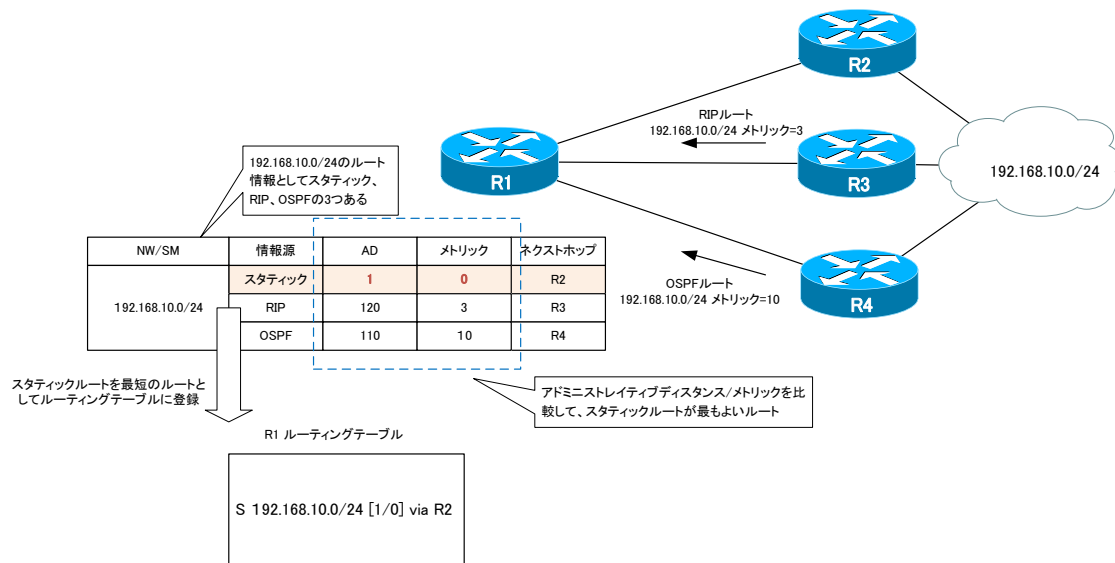 R2
RIPルート
192.168.10.0/24 メトリック=3
R1
R3
192.168.10.0/24
192.168.10.0/24のルート
情報としてスタティック、
RIP、OSPFの3つある
OSPFルート
192.168.10.0/24 メトリック=10
R4
NW/SM 情報源 AD メトリック ネクストホップ
192.168.10.0/24 スタティック 1 0 R2
RIP 120 3 R3
OSPF 110 10 R4
スタティックルートを最短のルートと
してルーティングテーブルに登録
アドミニストレイティブディスタンス/メトリックを比
較して、スタティックルートが最もよいルート
R1 ルーティングテーブル
S 192.168.10.0/24 [1/0] via R2